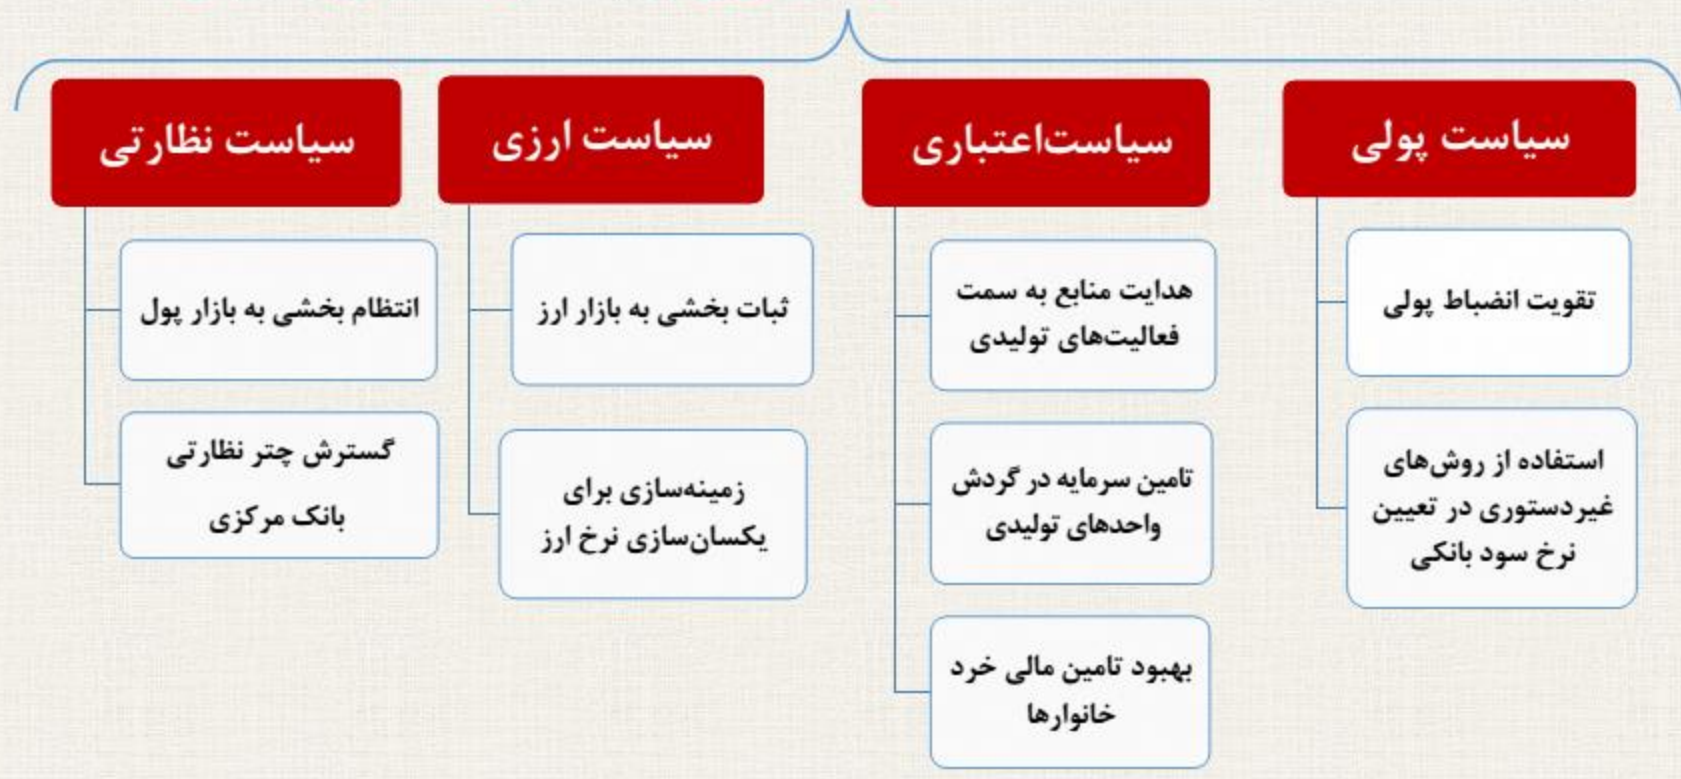 سیاست پولی
تقویت انضباط پولی
استفاده از روش‌های
غیردستوری در تعیین
نرخ سود بانکی
سیاست‌اعتباری
هدایت منابع به سمت
فعالیت‌های تولیدی
تامین سرمایه در گردش
واحدهای تولیدی
بهبود تامین مالی خرد
خانوارها
سیاست ارزی
ثبات بخشی به بازار ارز
زمینه‌سازی برای
یکسان‌سازی نرخ ارز
سیاست نظارتی
انتظام بخشی به بازار پول
گسترش چتر نظارتی
بانک مرکزی